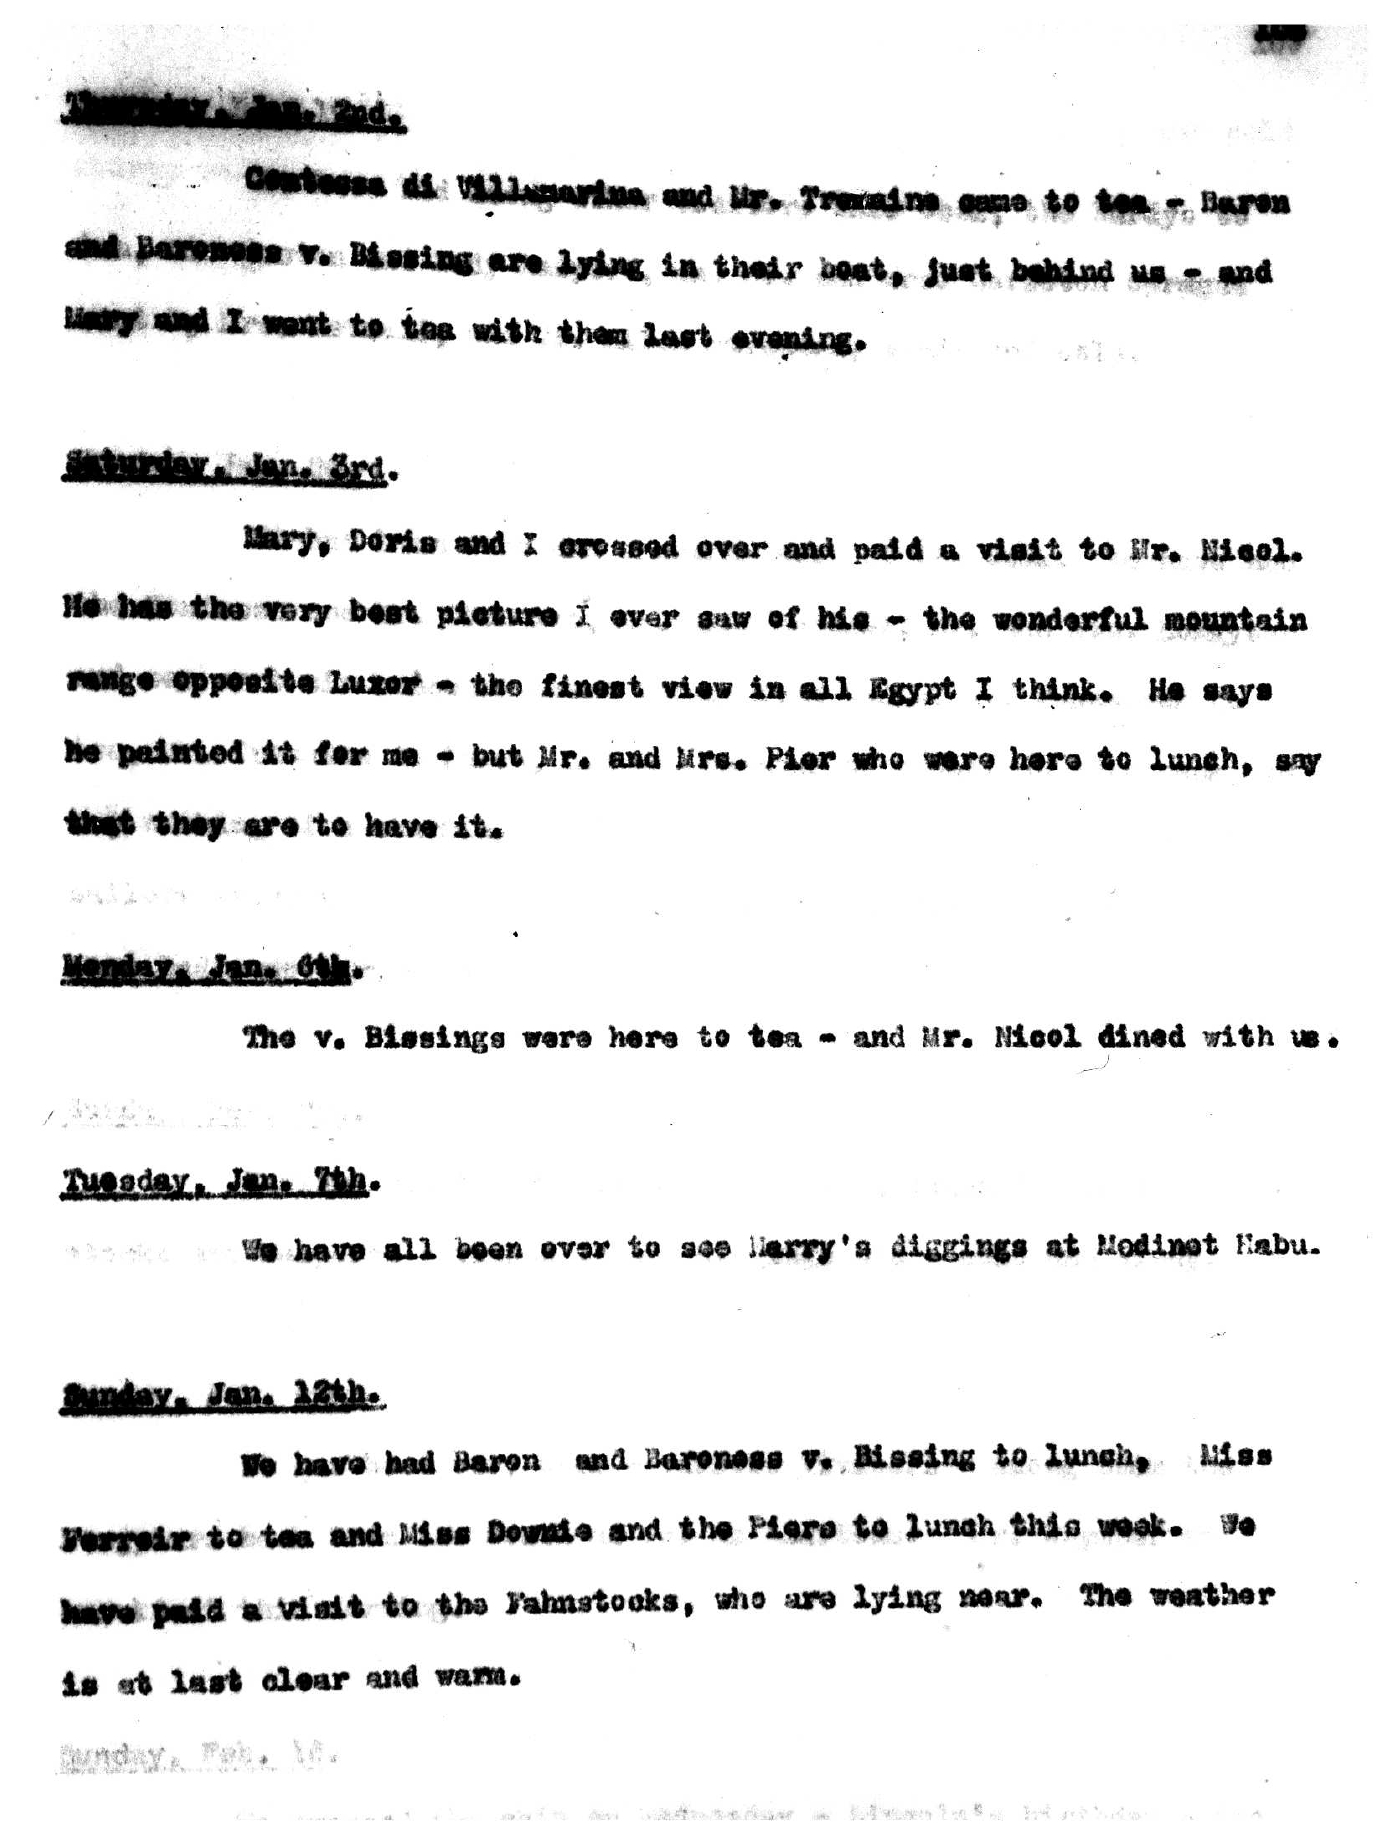 Thursday, Jan. 2nd.
Contessa di Villamarina and Mr. Tremaine came to tea - Baron
and Baroness v. Bissing are lying in their boat, just behind us - and
Mary and I went to tea with them last evening.
Saturday, Jan. 3rd.
Mary, Doris and I crossed over and paid a visit to Mr. Nicol.
He has the very best picture I ever saw of his - the wonderful mountain
range opposite Luxor - the finest view in all Egypt I think. He says
he painted it for me - but Mr. and Mrs. Pier who were here to lunch, say
that they are to have it.
Monday, Jan. 6th.
The v. Bissings were here to tea - and Mr. Nicol dined with us.
Tuesday, Jan. 7th.
We have all been over to see Harry's diggings at Medinet Habu.
Sunday, Jan. 12th.
We have had Baron and Baroness v. Bissing to lunch, Miss
Ferreir to tea and Miss Downie and the Piers to lunch this week. We
have paid a visit to the Fahnstocks, who are lying near. The weather
is at last clear and warm.
Sunday, Feb. 16.